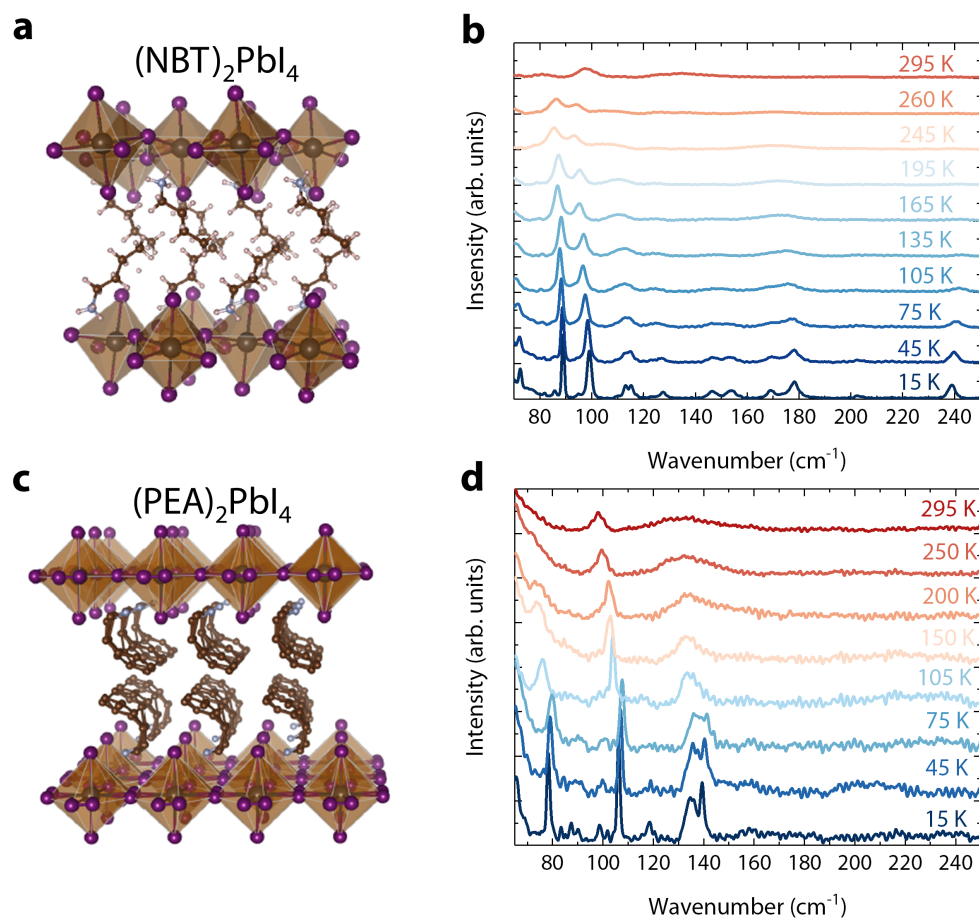 a
(NBT)2PbI4
b
Insensity (arb. units)
295 K
260 K
245 K
195 K
165 K
135 K
105 K
75 K
45 K
15 K
80 100 120 140 160 180 200 220 240
Wavenumber (cm-1)
c
(PEA)2PbI4
d
Intensity (arb. units)
295 K
250 K
200 K
150 K
105 K
75 K
45 K
15 K
80 100 120 140 160 180 200 220 240
Wavenumber (cm-1)